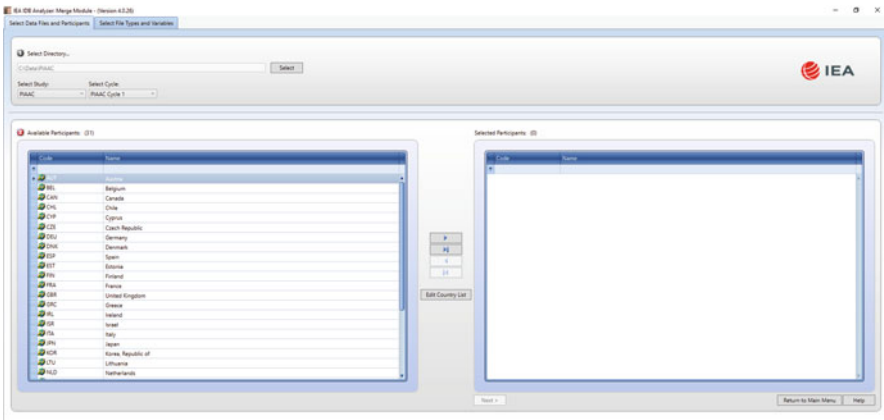 IEA IDB Analyzer Merge Module - (Version 4.3.26)
Select Data Files and Participants Select File Types and Variables
Select Directory...
C:\Data\PIAAC Select
IEA
Select Study: Select Cycle:
PIAAC PIAAC Cycle 1
Available Participants: (31) Selected Participants: (0)
Code Name Code Name
AUT Austria
BEL Belgium
CAN Canada
CHL Chile
CYP Cyprus
CZE Czech Republic
DEU Germany
DNK Denmark
ESP Spain
EST Estonia
FIN Finland
FRA France
GBR United Kingdom
GRC Greece
IRL Ireland
ISR Israel
ITA Italy
JPN Japan
KOR Korea, Republic of
LTU Lithuania
NLD Netherlands
Edit Country List
Next > Return to Main Menu Help